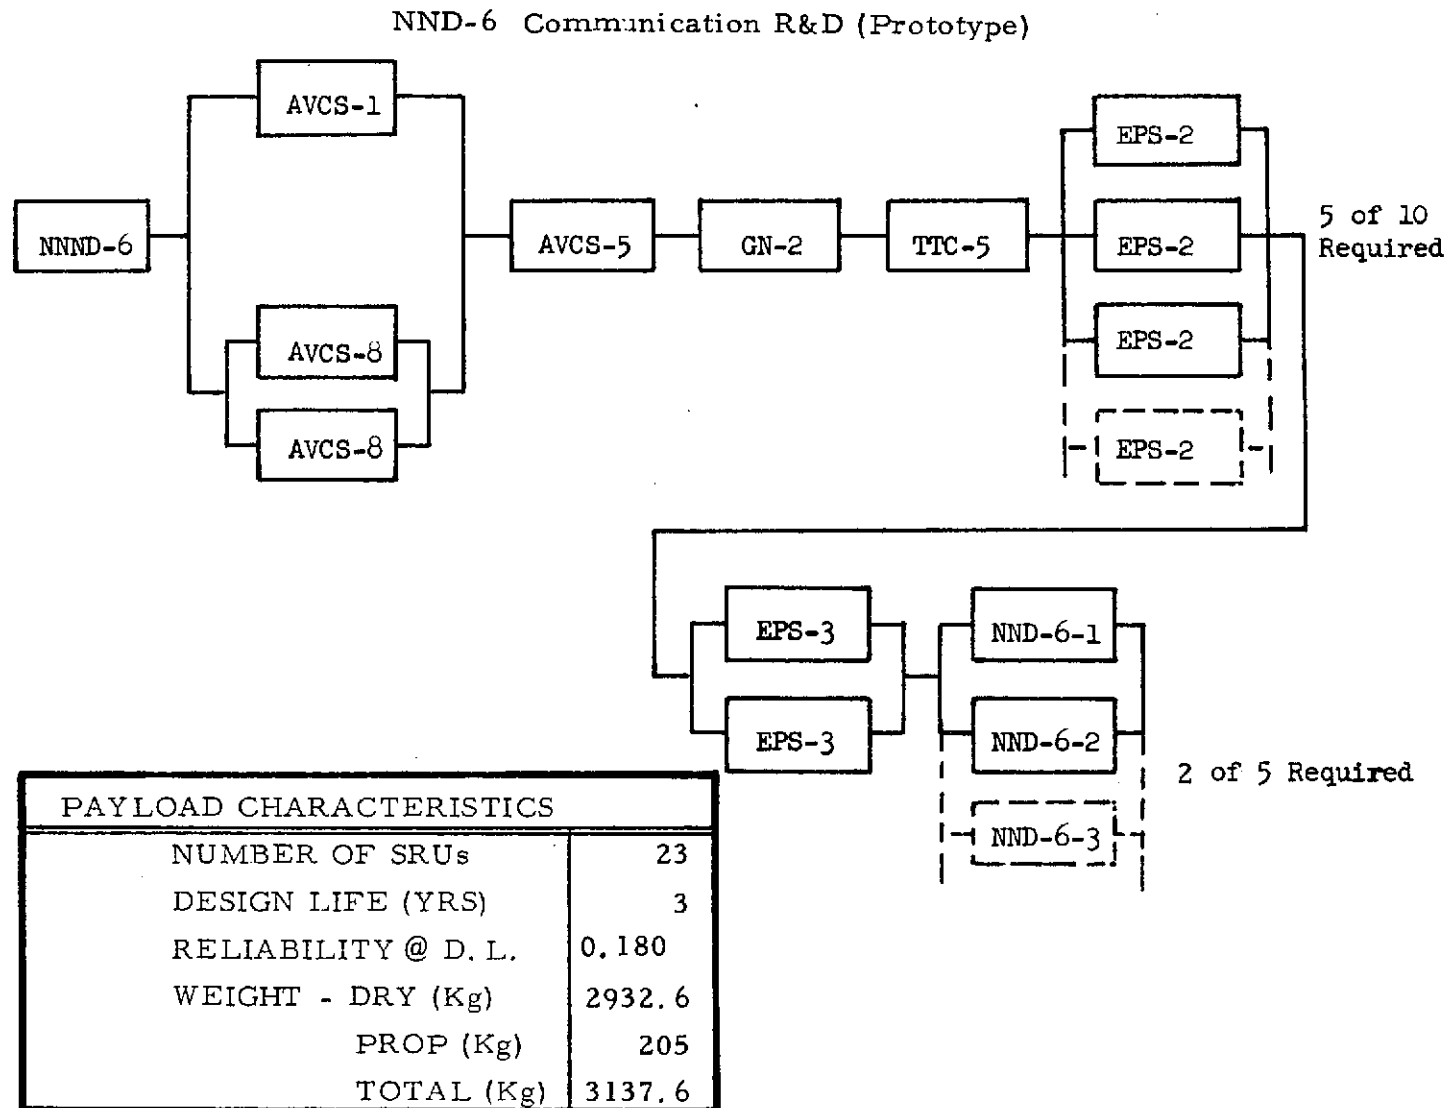 NND-6 Communication R&D (Prototype)
AVCS-1
EPS-2
NNND-6
AVCS-5
GN-2
TTC-5
EPS-2
5 of 10
Required
AVCS-8
EPS-2
AVCS-8
EPS-2
EPS-3
NND-6-1
EPS-3
NND-6-2
2 of 5 Required
NND-6-3
PAYLOAD CHARACTERISTICS
NUMBER OF SRUs 23
DESIGN LIFE (YRS) 3
RELIABILITY @ D. L. 0.180
WEIGHT - DRY (Kg) 2932.6
PROP (Kg) 205
TOTAL (Kg) 3137.6